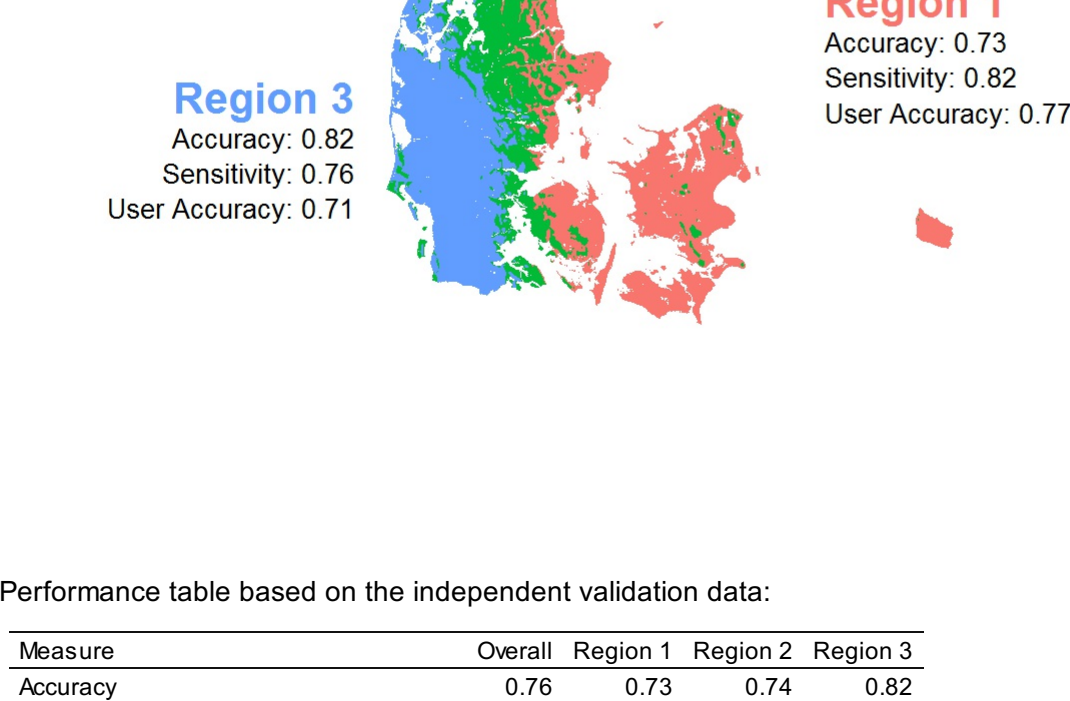 Region 1
Accuracy: 0.73
Sensitivity: 0.82
User Accuracy: 0.77
Region 3
Accuracy: 0.82
Sensitivity: 0.76
User Accuracy: 0.71
Performance table based on the independent validation data:
Measure Overall Region 1 Region 2 Region 3
Accuracy 0.76 0.73 0.74 0.82